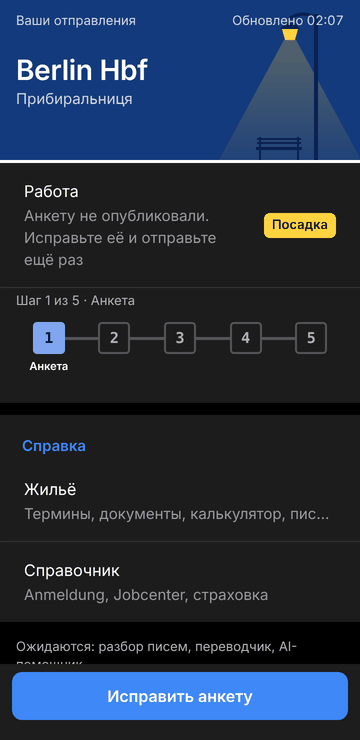 Ваши отправления
Обновлено 02:07
Berlin Hbf
Прибиральниця
Работа
Анкету не опубликовали.
Исправьте её и отправьте
ещё раз
Посадка
Шаг 1 из 5 · Анкета
1 2 3 4 5
Анкета
Справка
Жильё
Термины, документы, калькулятор, пис...
Справочник
Anmeldung, Jobcenter, страховка
Ожидаются: разбор писем, переводчик, AI-
Исправить анкету